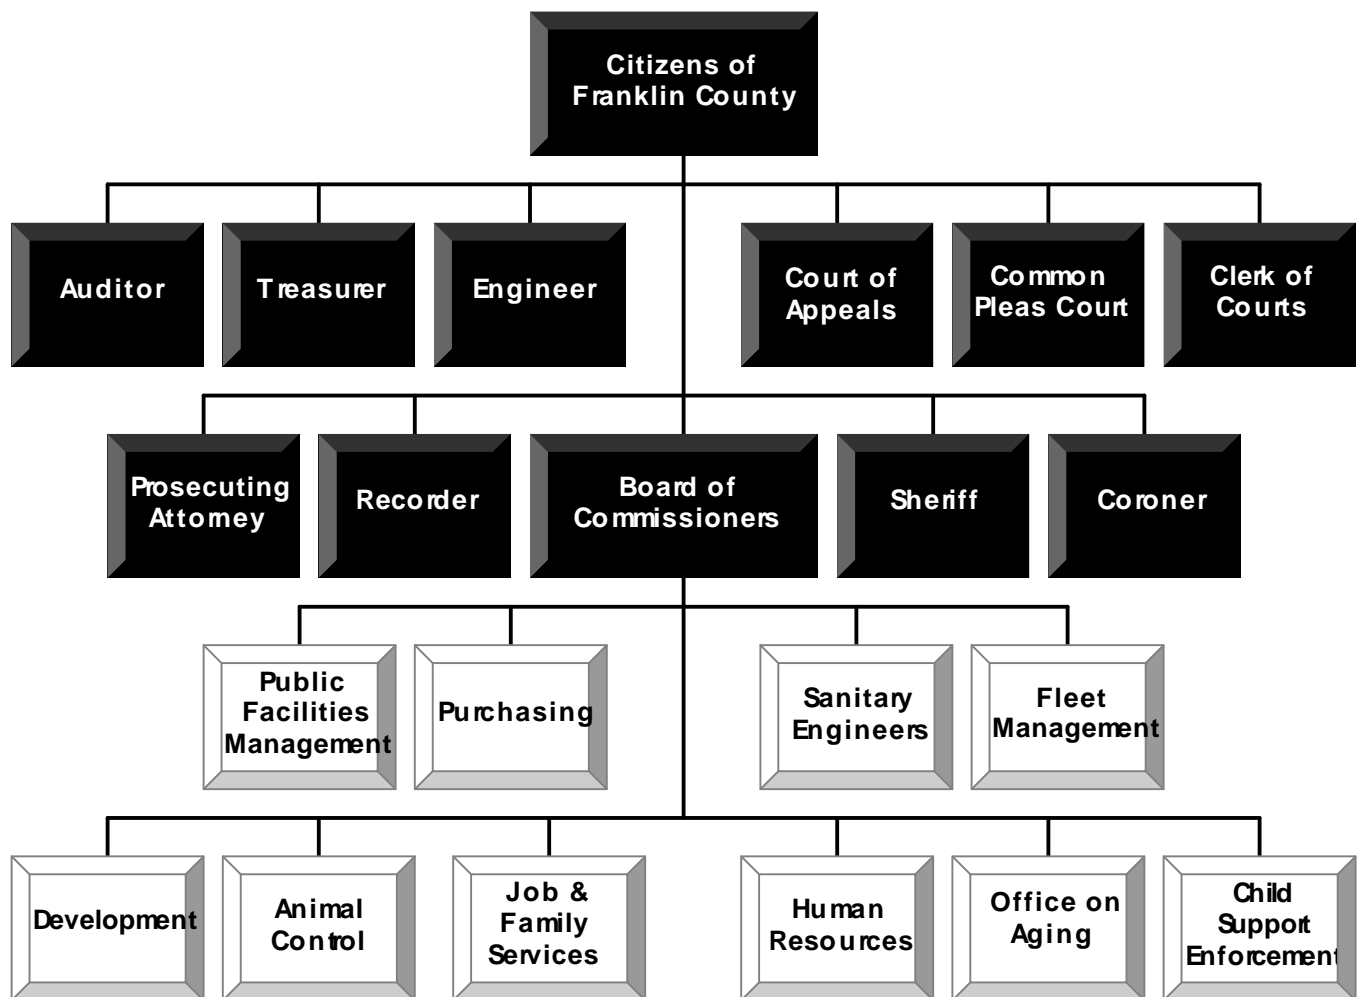 Citizens of
Franklin County
Auditor
Treasurer
Engineer
Court of
Appeals
Common
Pleas Court
Clerk of
Courts
Prosecuting
Attorney
Recorder
Board of
Commissioners
Sheriff
Coroner
Public
Facilities
Management
Purchasing
Sanitary
Engineers
Fleet
Management
Development
Animal
Control
Job &
Family
Services
Human
Resources
Office on
Aging
Child
Support
Enforcement